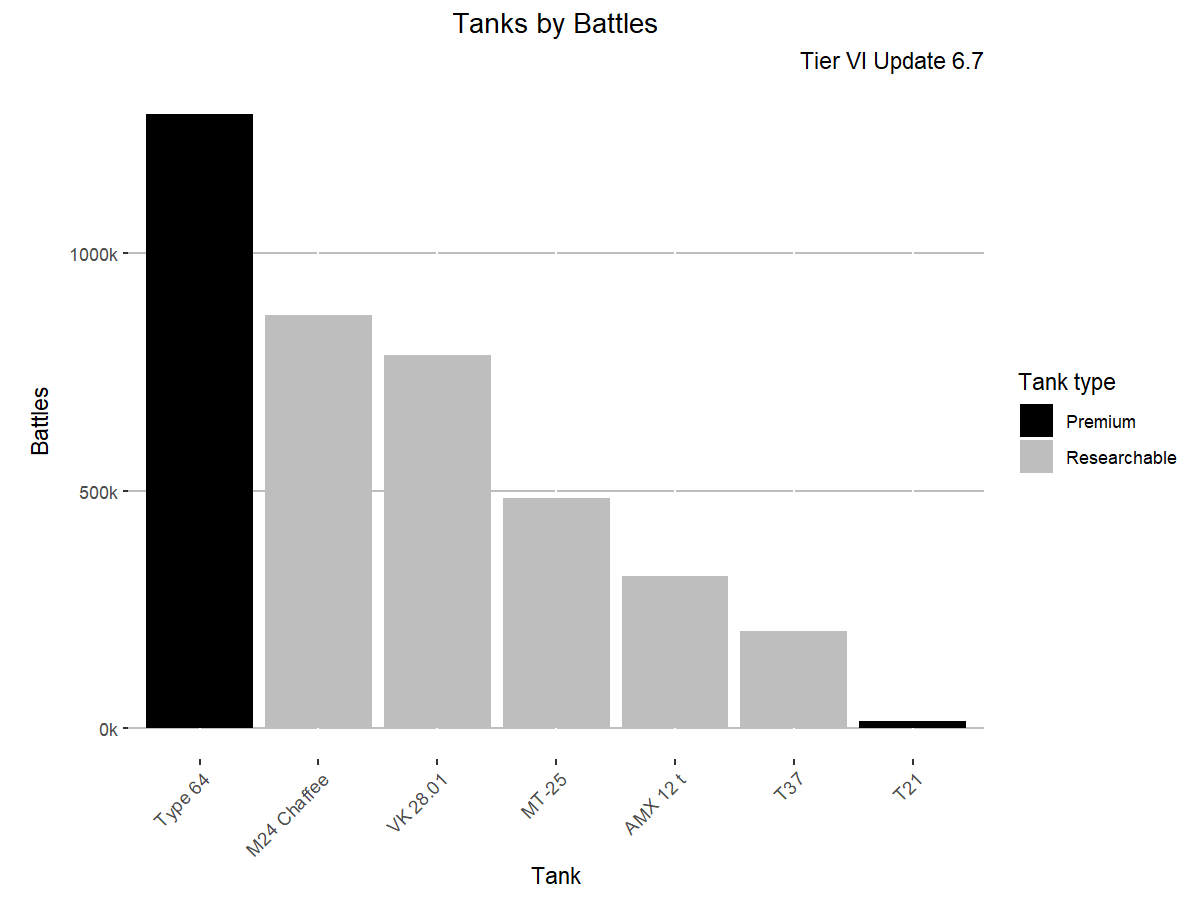 Tanks by Battles
Tier VI Update 6.7
1000k
500k
0k
Battles
Type 64
M24 Chaffee
VK 28.01
MT-25
AMX 12 t
T37
T21
Tank
Tank type
Premium
Researchable